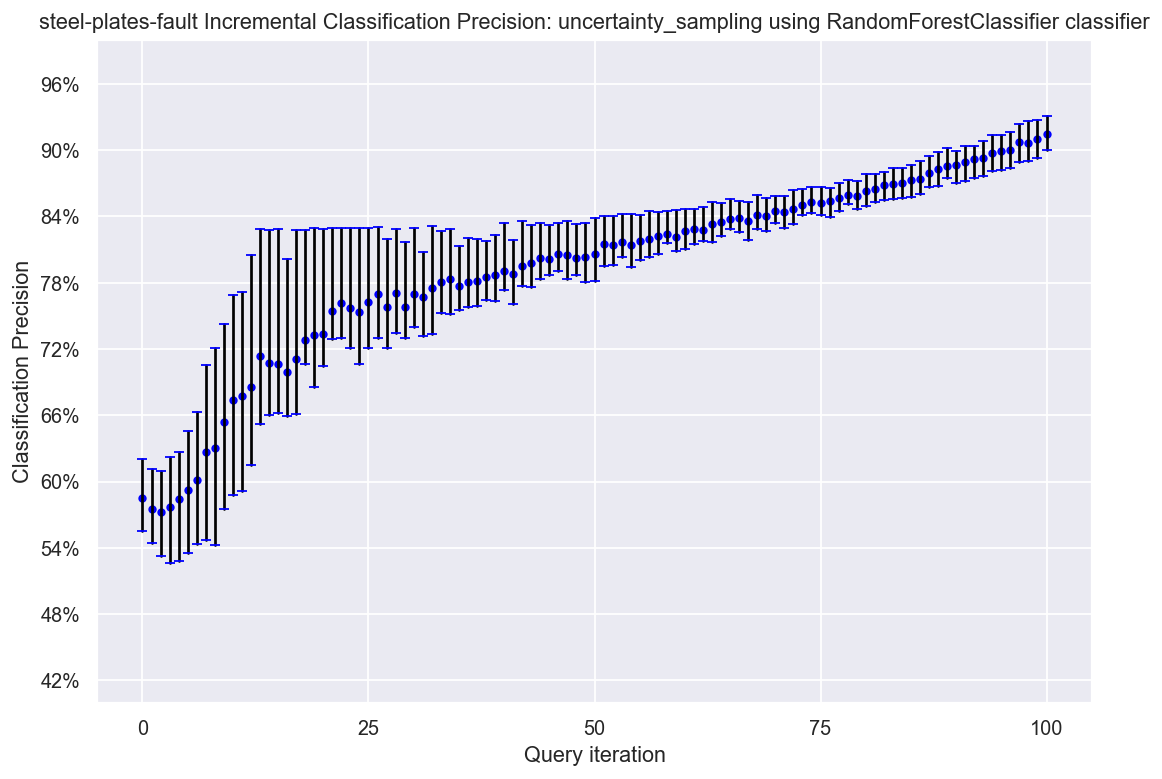 steel-plates-fault Incremental Classification Precision: uncertainty_sampling using RandomForestClassifier classifier
96%
90%
84%
78%
72%
66%
60%
54%
48%
42%
Classification Precision
0 25 50 75 100
Query iteration